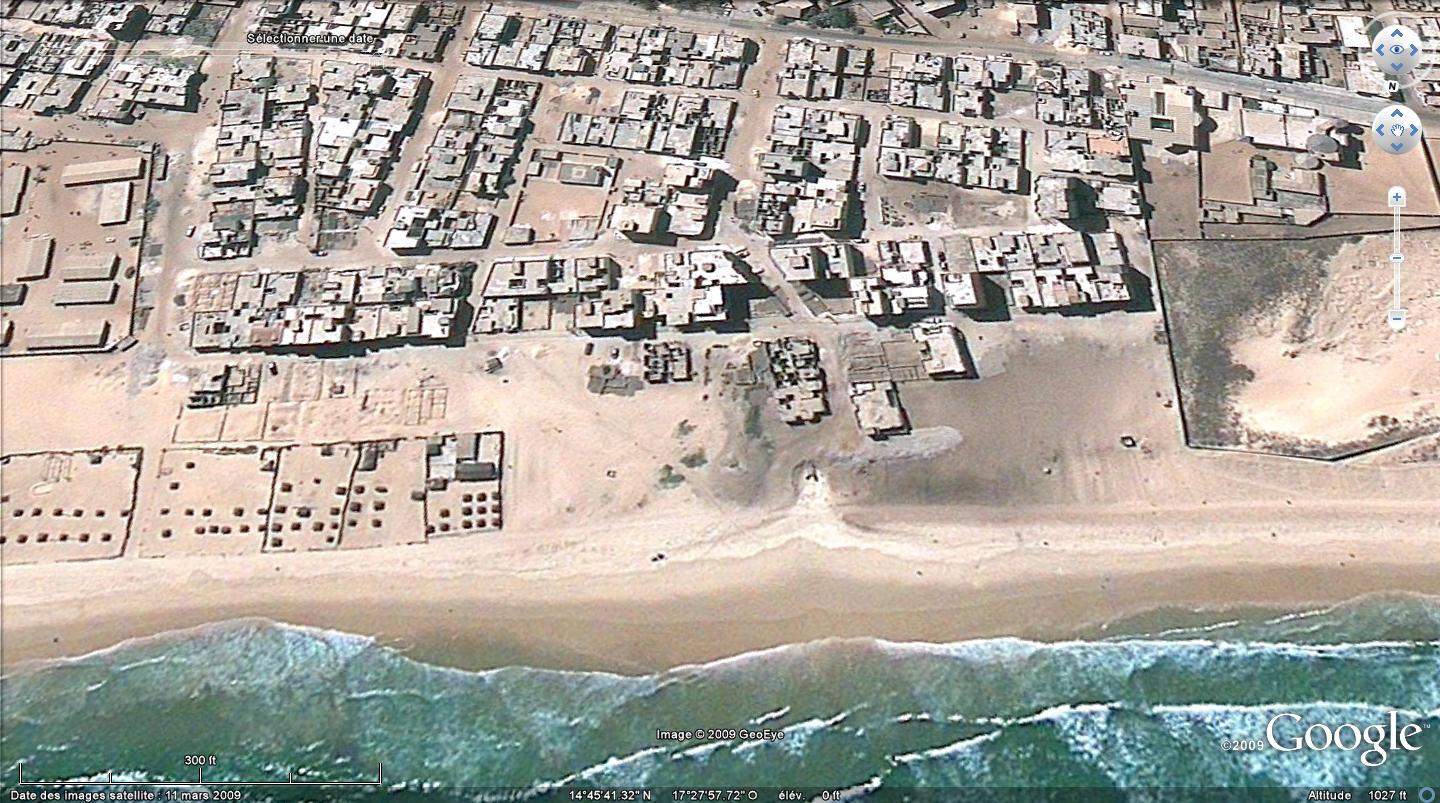 Sélectionner une date
N
Image © 2009 GeoEye
©2009 Google™
300 ft
Date des images satellite : 11 mars 2009 14°45'41.32" N 17°27'57.72" O élév. 0 ft Altitude 1027 ft